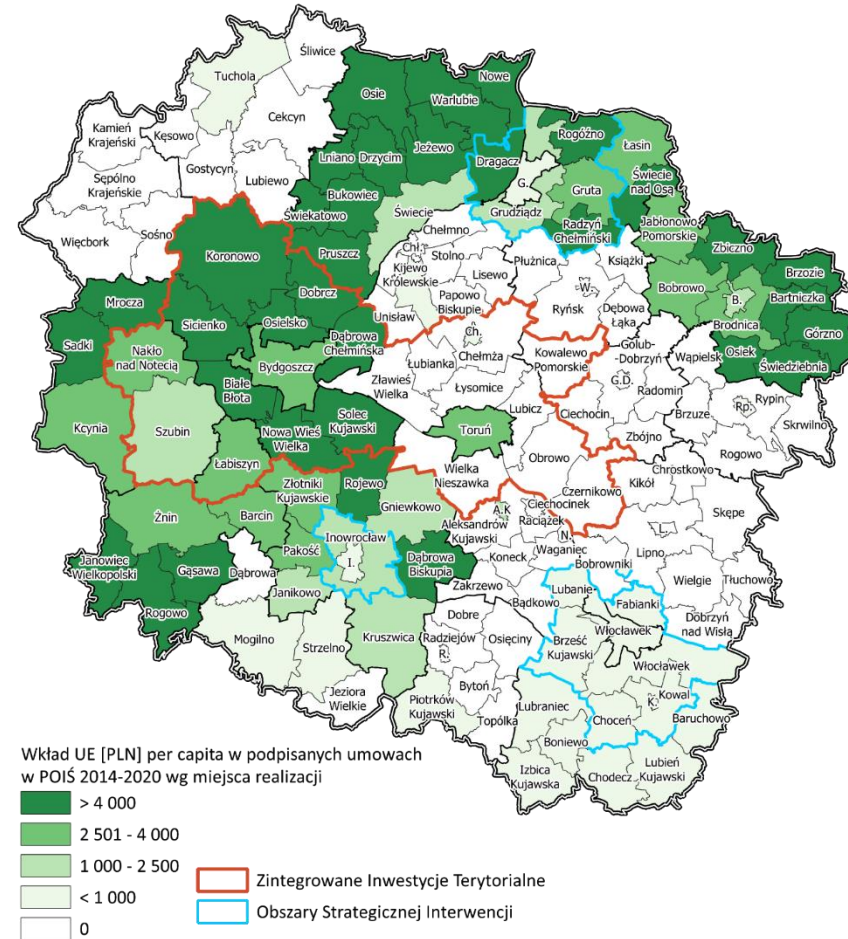 Śliwice
Tuchola
Nowe
Osie
Warlubie
Cekcyn
Kamień
Krajeński
Kęsowo
Rogóźno
Łasin
Jeżewo
Lniano Drzycim
Dragacz
Gostycyn
Lubiewo
Sępólno
Krajeńskie
G.
Gruta
Świecie
nad Osą
Bukowiec
Świekatowo
Świecie
Grudziądz
Radzyń
Chełmiński
Jabłonowo
Pomorskie
Zbiczno
Więcbork
Sośno
Koronowo
Pruszcz
Chełmno
Chł.
Stolno
Kijewo
Królewskie
Lisewo
Płużnica
Książki
W.
Bobrowo
B.
Brodnica
Brzozie
Bartniczka
Mrocza
Dobrcz
Papowo
Biskupie
Unisław
Ryńsk
Dębowa
Łąka
Górzno
Sadki
Sicienko
Osielsko
Dąbrowa
Chełmińska
Ch.
Chełmża
Golub-
-Dobrzyń
Wąpielsk
Osiek
Świedziebnia
Nakło
nad Notecią
Bydgoszcz
Łubianka
Kowalewo
Pomorskie
G.D.
Radomin
Rypin
Rp.
Zławieś
Wielka
Łysomice
Białe
Błota
Solec
Kujawski
Lubicz
Ciechocin
Brzuze
Skrwilno
Kcynia
Szubin
Nowa Wieś
Wielka
Toruń
Zbójno
Rogowo
Łabiszyn
Obrowo
Złotniki
Kujawskie
Rojewo
Wielka
Nieszawka
Czernikowo
Kikół
Chrostkowo
Skępe
Żnin
Barcin
Gniewkowo
A.K
Ciechocinek
Raciążek
Aleksandrów
Kujawski
L.
Inowrocław
I.
Pakość
N.
Waganiec
Lipno
Janowiec
Wielkopolski
Gąsawa
Dąbrowa
Dąbrowa
Biskupia
Koneck
Bobrowniki
Wielgie
Tłuchowo
Janikowo
Zakrzewo
Lubanie
Fabianki
Rogowo
Bądkowo
Dobrzyń
nad Wisłą
Dobre
Mogilno
Strzelno
Kruszwica
Radziejów
R.
Osięciny
Brześć
Kujawski
Włocławek
Włocławek
Jeziora
Wielkie
Bytoń
K.
Kowal
Piotrków
Kujawski
Topólka
Lubraniec
Choceń
Baruchowo
Boniewo
Izbica
Kujawska
Chodecz
Lubień
Kujawski
Wkład UE [PLN] per capita w podpisanych umowach
w POIŚ 2014-2020 wg miejsca realizacji
> 4 000
2 501 - 4 000
1 000 - 2 500
< 1 000
0
Zintegrowane Inwestycje Terytorialne
Obszary Strategicznej Interwencji